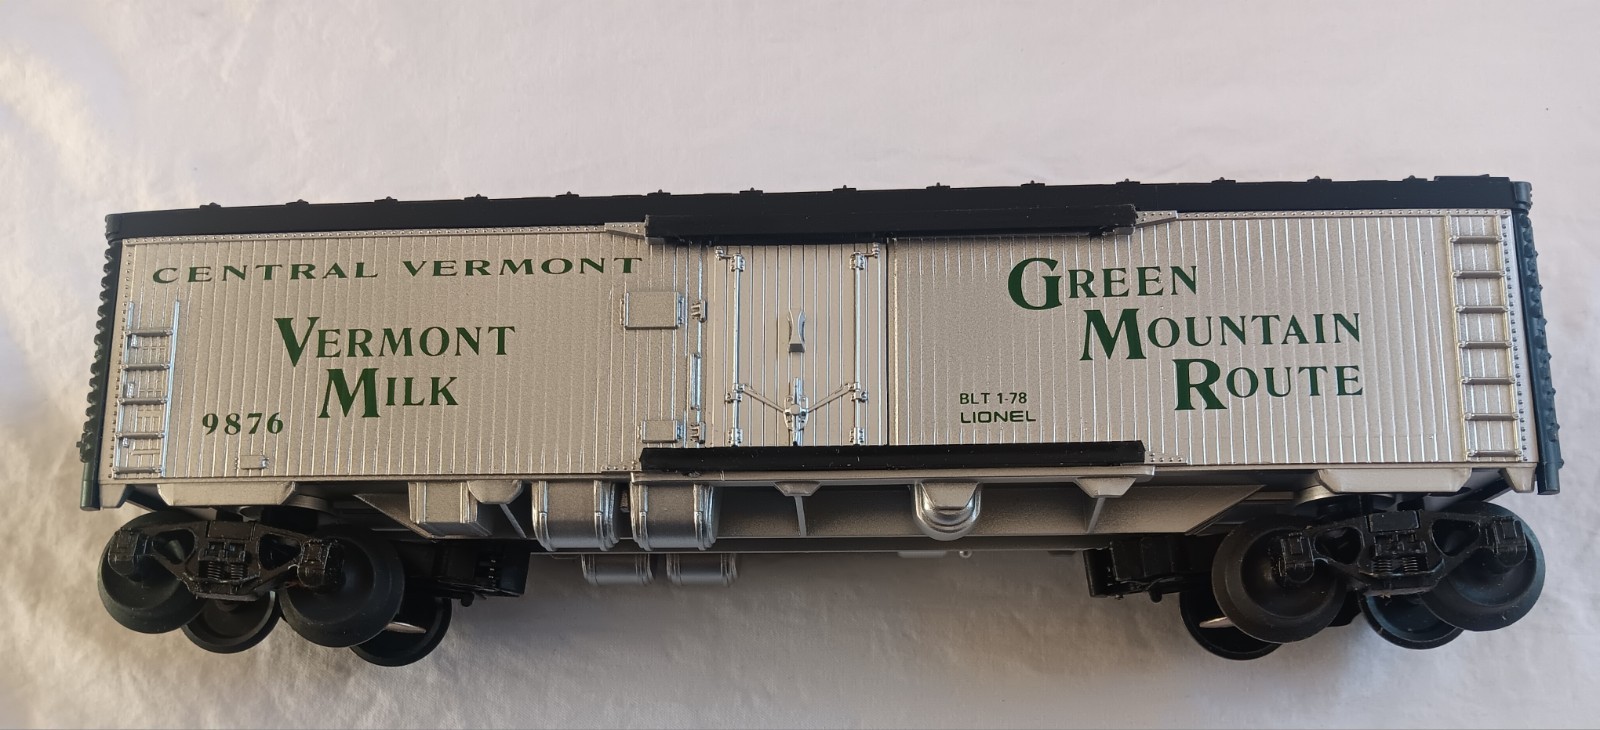 CENTRAL VERMONT
VERMONT
MILK
9876
GREEN
MOUNTAIN
ROUTE
BLT 1-78
LIONEL